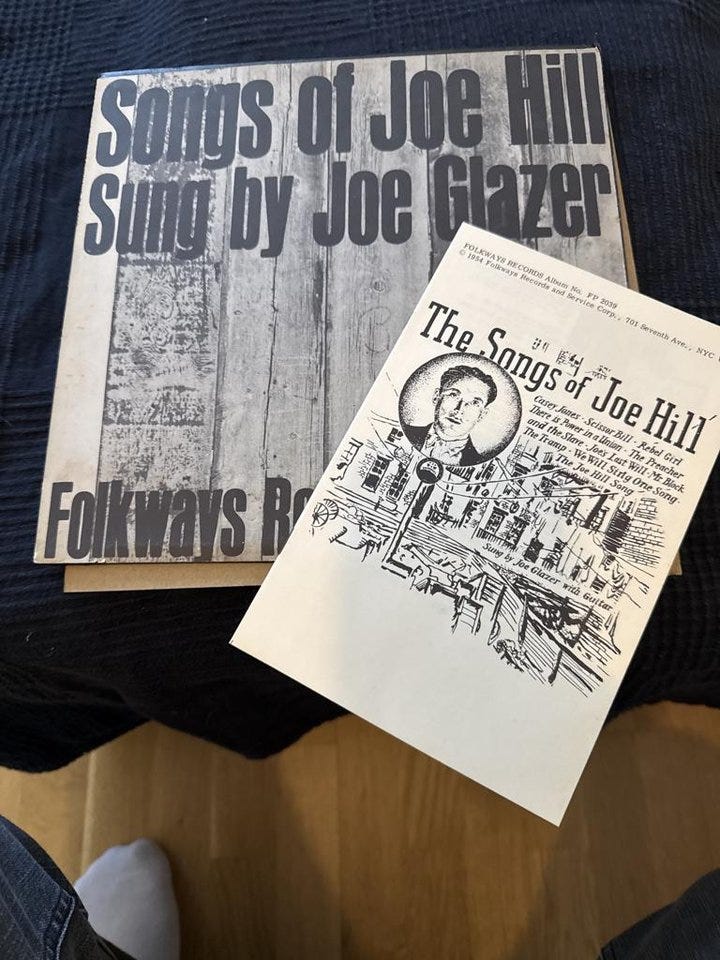 Songs of Joe Hill
Sung by Joe Glazer
Folkways Re
FOLKWAYS RECORDS Album No. FP 2039
© 1954 Folkways Records and Service Corp., 701 Seventh Ave., NYC
The Songs of Joe Hill
Casey Jones - Scissor Bill - Rebel Girl
There is Power in a Union - The Preacher
and the Slave - Joe's Last Will - Mr. Block
The Tramp - We Will Sing One Song
The Joe Hill Song
Sung by Joe Glazer with Guitar